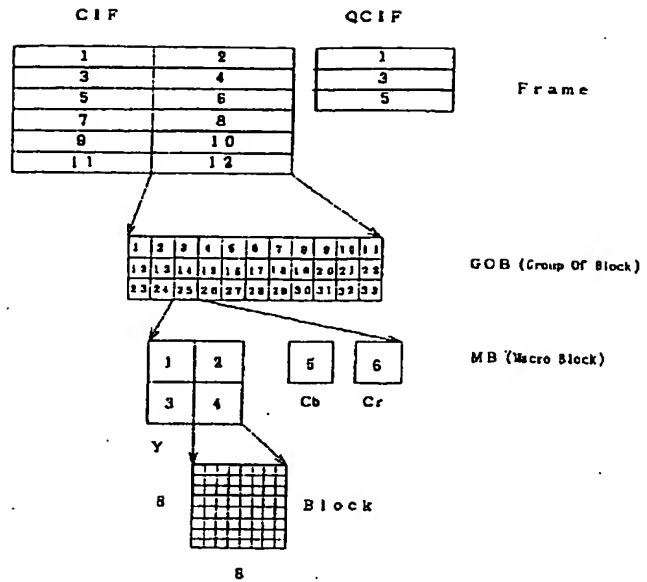 CIF QCIF
1 2 1
3 4 3
5 6 5
Frame
7 8
9 10
11 12
1 2 3 4 5 6 7 8 9 10 11
12 13 14 15 16 17 18 19 20 21 22
23 24 25 26 27 28 29 30 31 32 33
GOB (Group Of Block)
1 2 5 6
MB (Macro Block)
3 4 Cb Cr
Y
8 Block
8